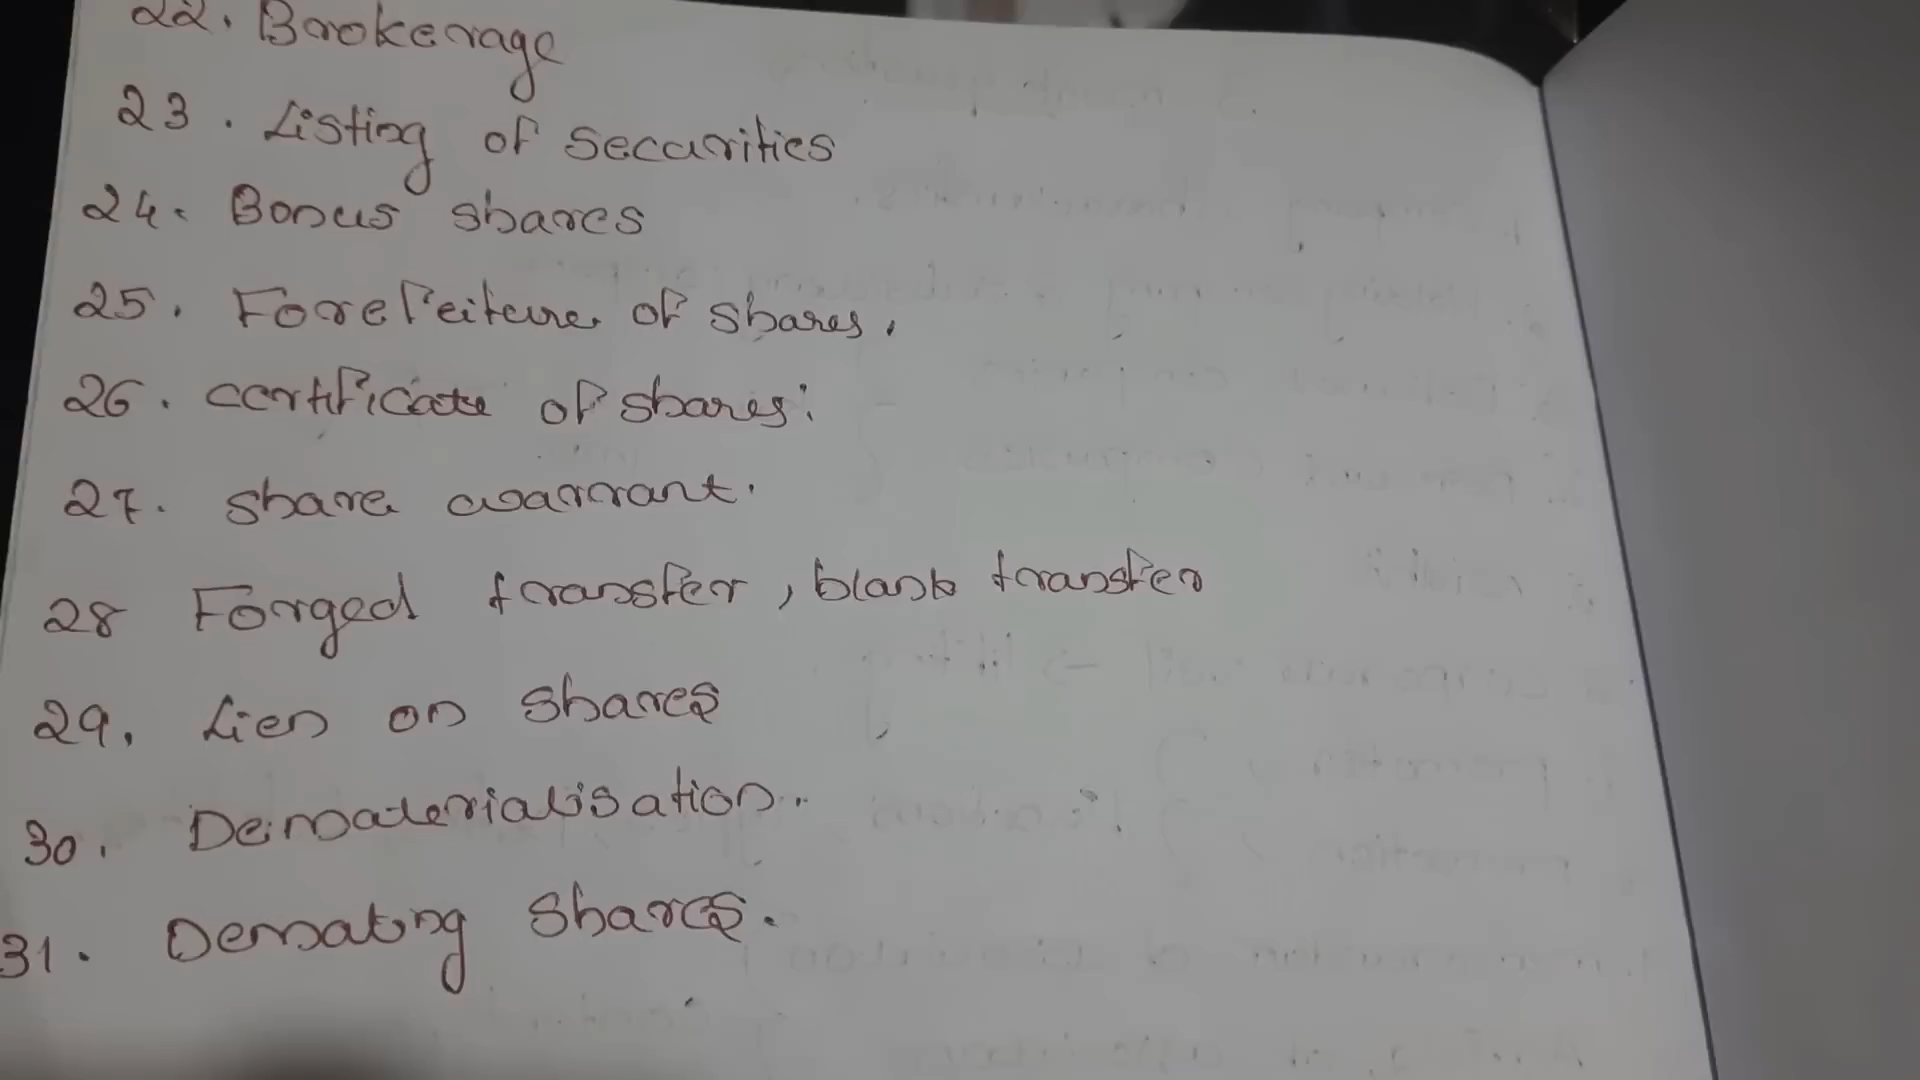 22. Brokerage
23. Listing of securities
24. Bonus shares
25. Forefeiture of shares.
26. certificate of shares:
27. share warrant.
28 Forged transfer, blank transfer
29. Lien on shares
30. Dematerialisation.
31. Demating shares.